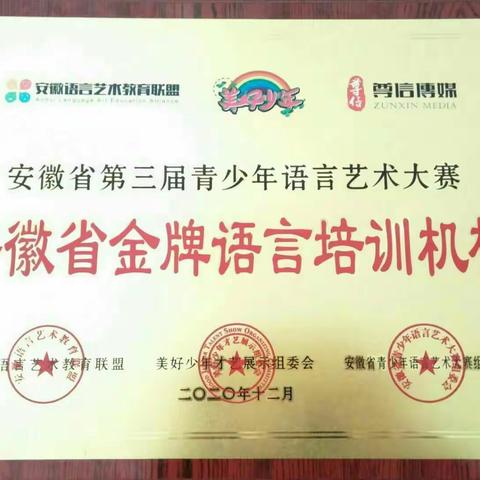 安徽语言艺术教育联盟 美好少年 尊信 尊信傳媒
Anhui Language Art Education Alliance ZUNXIN MEDIA
安徽省第三届青少年语言艺术大赛
徽省金牌语言培训机
语言艺术教育联盟 美好少年才艺展示组委会 安徽省青少年语言艺术大赛组
二〇二〇年十二月